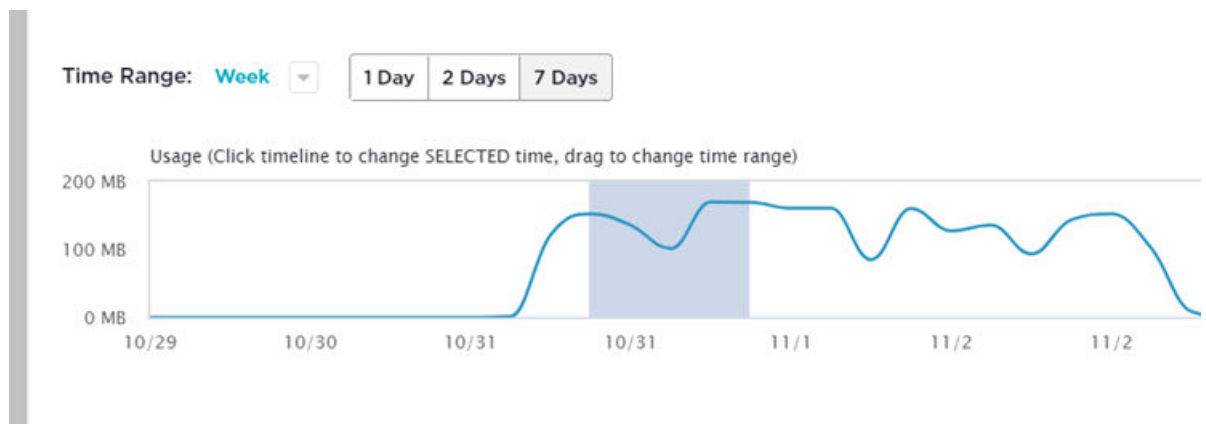 Time Range: Week 1 Day 2 Days 7 Days
Usage (Click timeline to change SELECTED time, drag to change time range)
200 MB
100 MB
0 MB
10/29 10/30 10/31 10/31 11/1 11/2 11/2